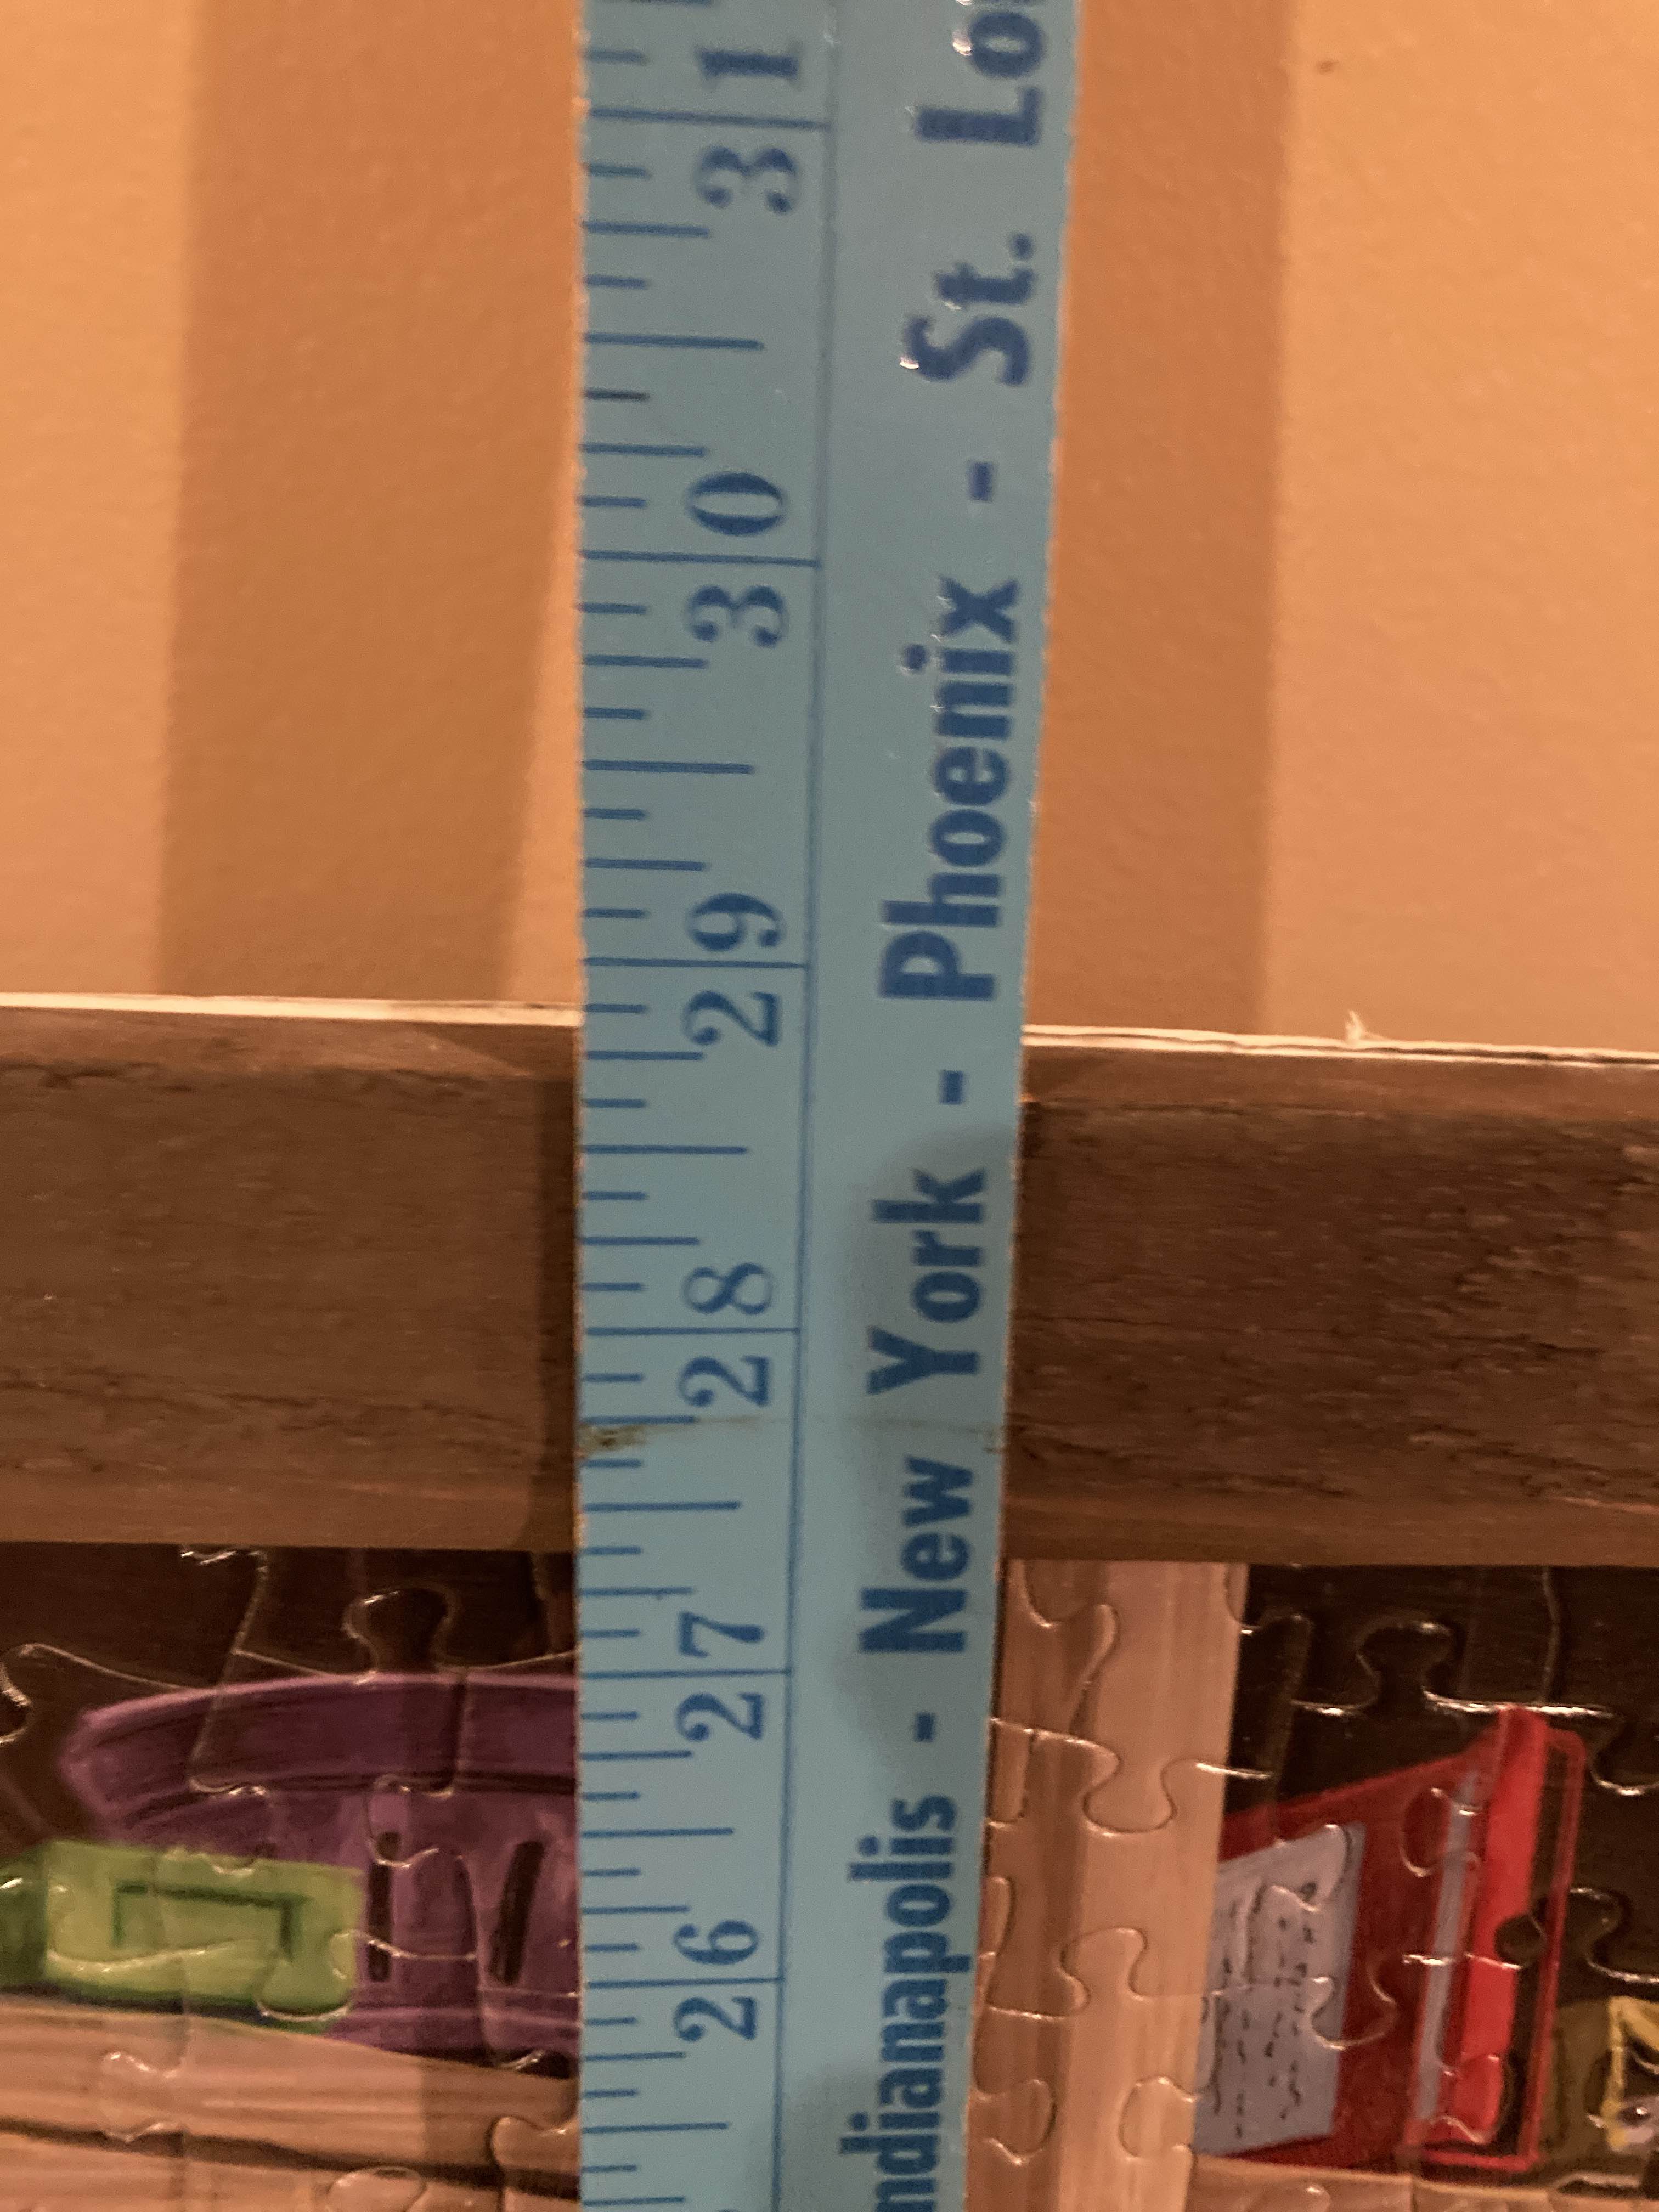 26 27 28 29 30 31
ndianapolis - New York - Phoenix - St. Lo